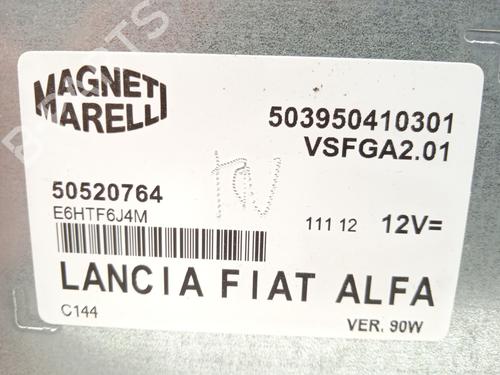 MAGNETI
MARELLI
503950410301
VSFGA2.01
50520764
E6HTF6J4M
111 12 12V=
LANCIA FIAT ALFA
C144
VER. 90W